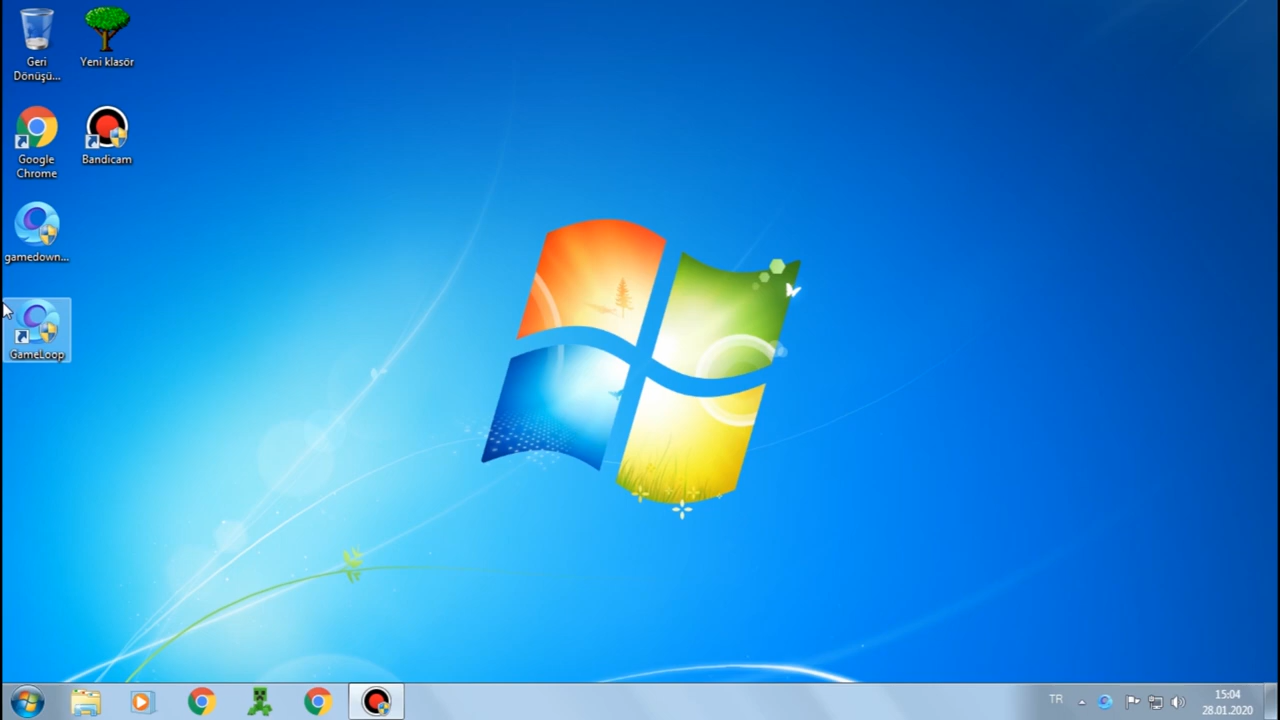 Geri
Dönüşü...
Yeni klasör
Google
Chrome
Bandicam
gamedown...
GameLoop
TR
15:04
28.01.2020